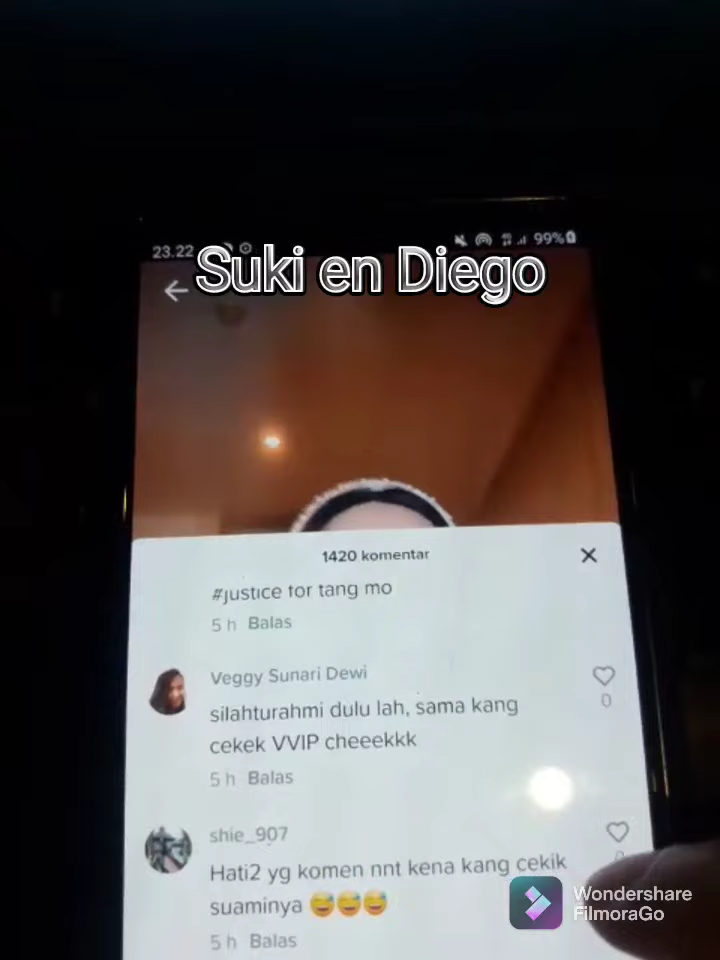 23.22
99%
Suki en Diego
1420 komentar
#justice for tang mo
5 h Balas
Veggy Sunari Dewi
0
silahturahmi dulu lah, sama kang
cekek VVIP cheeekkk
5 h Balas
shie_907
Hati2 yg komen nnt kena kang cekik
suaminya 😅😅😅
5 h Balas
Wondershare
FilmoraGo